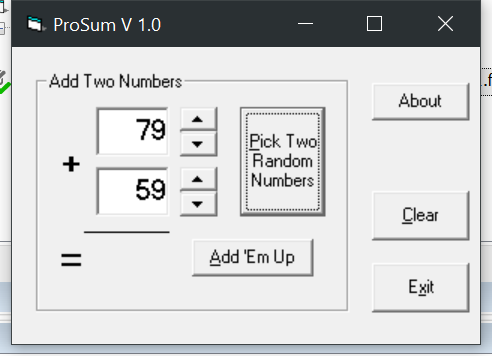 ProSum V 1.0
Add Two Numbers
79
+
59
=
Pick Two
Random
Numbers
Add 'Em Up
About
Clear
Exit